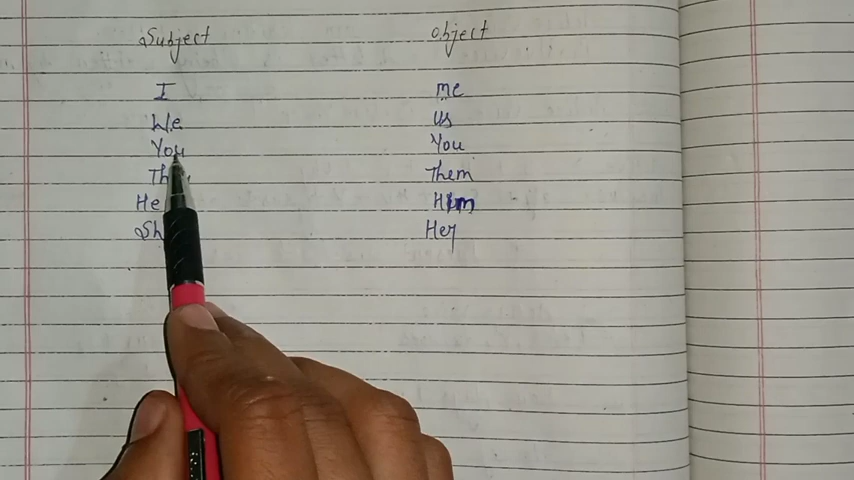 Subject Object
I me
We Us
You You
Them
He Him
Her